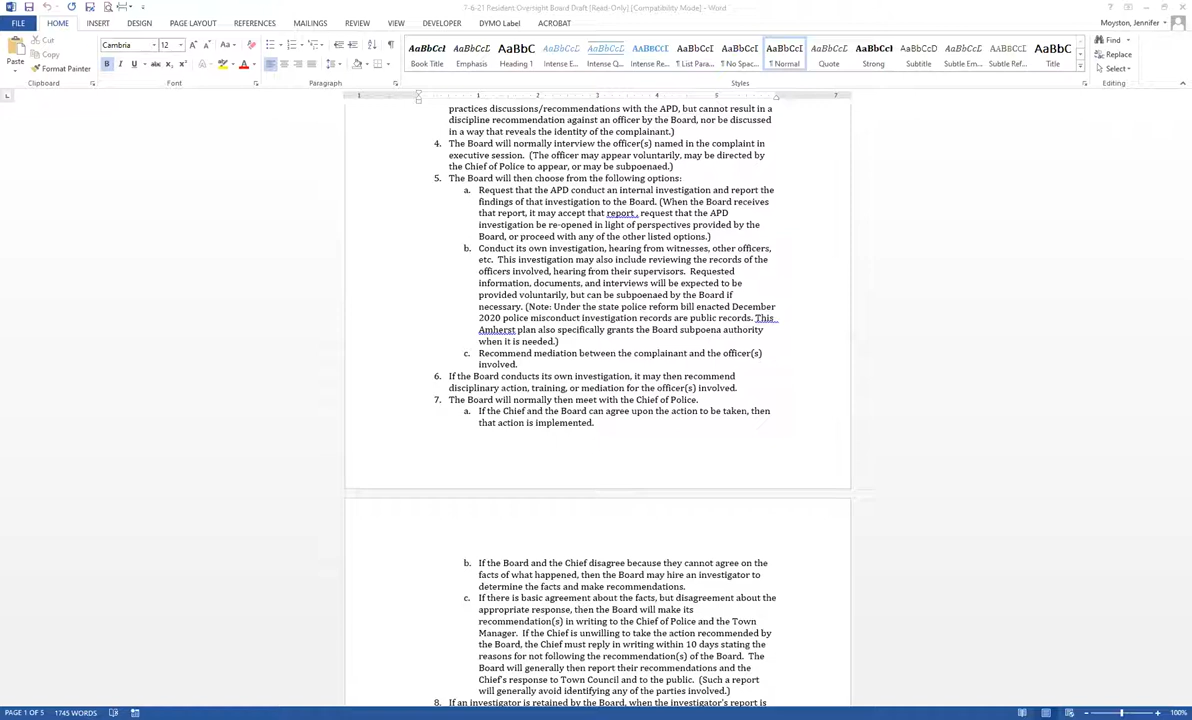 7-6-21 Pesident Oversight Board Draft [Read-Only] [Compatibility Mode] - Word
FILE HOME INSERT DESIGN PAGE LAYOUT REFERENCES MAILINGS REVIEW VIEW DEVELOPER DYMO Label ACROBAT
Moyston, Jennifer
Cut
Copy
Format Painter
Paste
Cambria 12
AaBbCcI AaBbCcL AaBbC AaBbCcL AaBbCcL AaBbCcI AaBbCcI AaBbCcI AaBbCcI AaBbCcL AaBbCcI AaBbCcD AaBbCcL AaBbCcL AaBbC
Book Title Emphasis Heading 1 Intense E... Intense Q... Intense R... ¶ List Para... ¶ No Spac... ¶ Normal Quote Strong Subtitle Subtle Em... Subtle Ref... Title
Find
Replace
Select
Clipboard Font Paragraph Styles Editing
1 1 2 3 4 5 7
practices discussions/recommendations with the APD, but cannot result in a
discipline recommendation against an officer by the Board, nor be discussed
in a way that reveals the identity of the complainant.)
4. The Board will normally interview the officer(s) named in the complaint in
executive session. (The officer may appear voluntarily, may be directed by
the Chief of Police to appear, or may be subpoenaed.)
5. The Board will then choose from the following options:
a. Request that the APD conduct an internal investigation and report the
findings of that investigation to the Board. (When the Board receives
that report, it may accept that report , request that the APD
investigation be re-opened in light of perspectives provided by the
Board, or proceed with any of the other listed options.)
b. Conduct its own investigation, hearing from witnesses, other officers,
etc. This investigation may also include reviewing the records of the
officers involved, hearing from their supervisors. Requested
information, documents, and interviews will be expected to be
provided voluntarily, but can be subpoenaed by the Board if
necessary. (Note: Under the state police reform bill enacted December
2020 police misconduct investigation records are public records. This
Amherst plan also specifically grants the Board subpoena authority
when it is needed.)
c. Recommend mediation between the complainant and the officer(s)
involved.
6. If the Board conducts its own investigation, it may then recommend
disciplinary action, training, or mediation for the officer(s) involved.
7. The Board will normally then meet with the Chief of Police.
a. If the Chief and the Board can agree upon the action to be taken, then
that action is implemented.
b. If the Board and the Chief disagree because they cannot agree on the
facts of what happened, then the Board may hire an investigator to
determine the facts and make recommendations.
c. If there is basic agreement about the facts, but disagreement about the
appropriate response, then the Board will make its
recommendation(s) in writing to the Chief of Police and the Town
Manager. If the Chief is unwilling to take the action recommended by
the Board, the Chief must reply in writing within 10 days stating the
reasons for not following the recommendation(s) of the Board. The
Board will generally then report their recommendations and the
Chief's response to Town Council and to the public. (Such a report
will generally avoid identifying any of the parties involved.)
8. If an investigator is retained by the Board, when the investigator's report is
PAGE 1 OF 5 1745 WORDS 100%